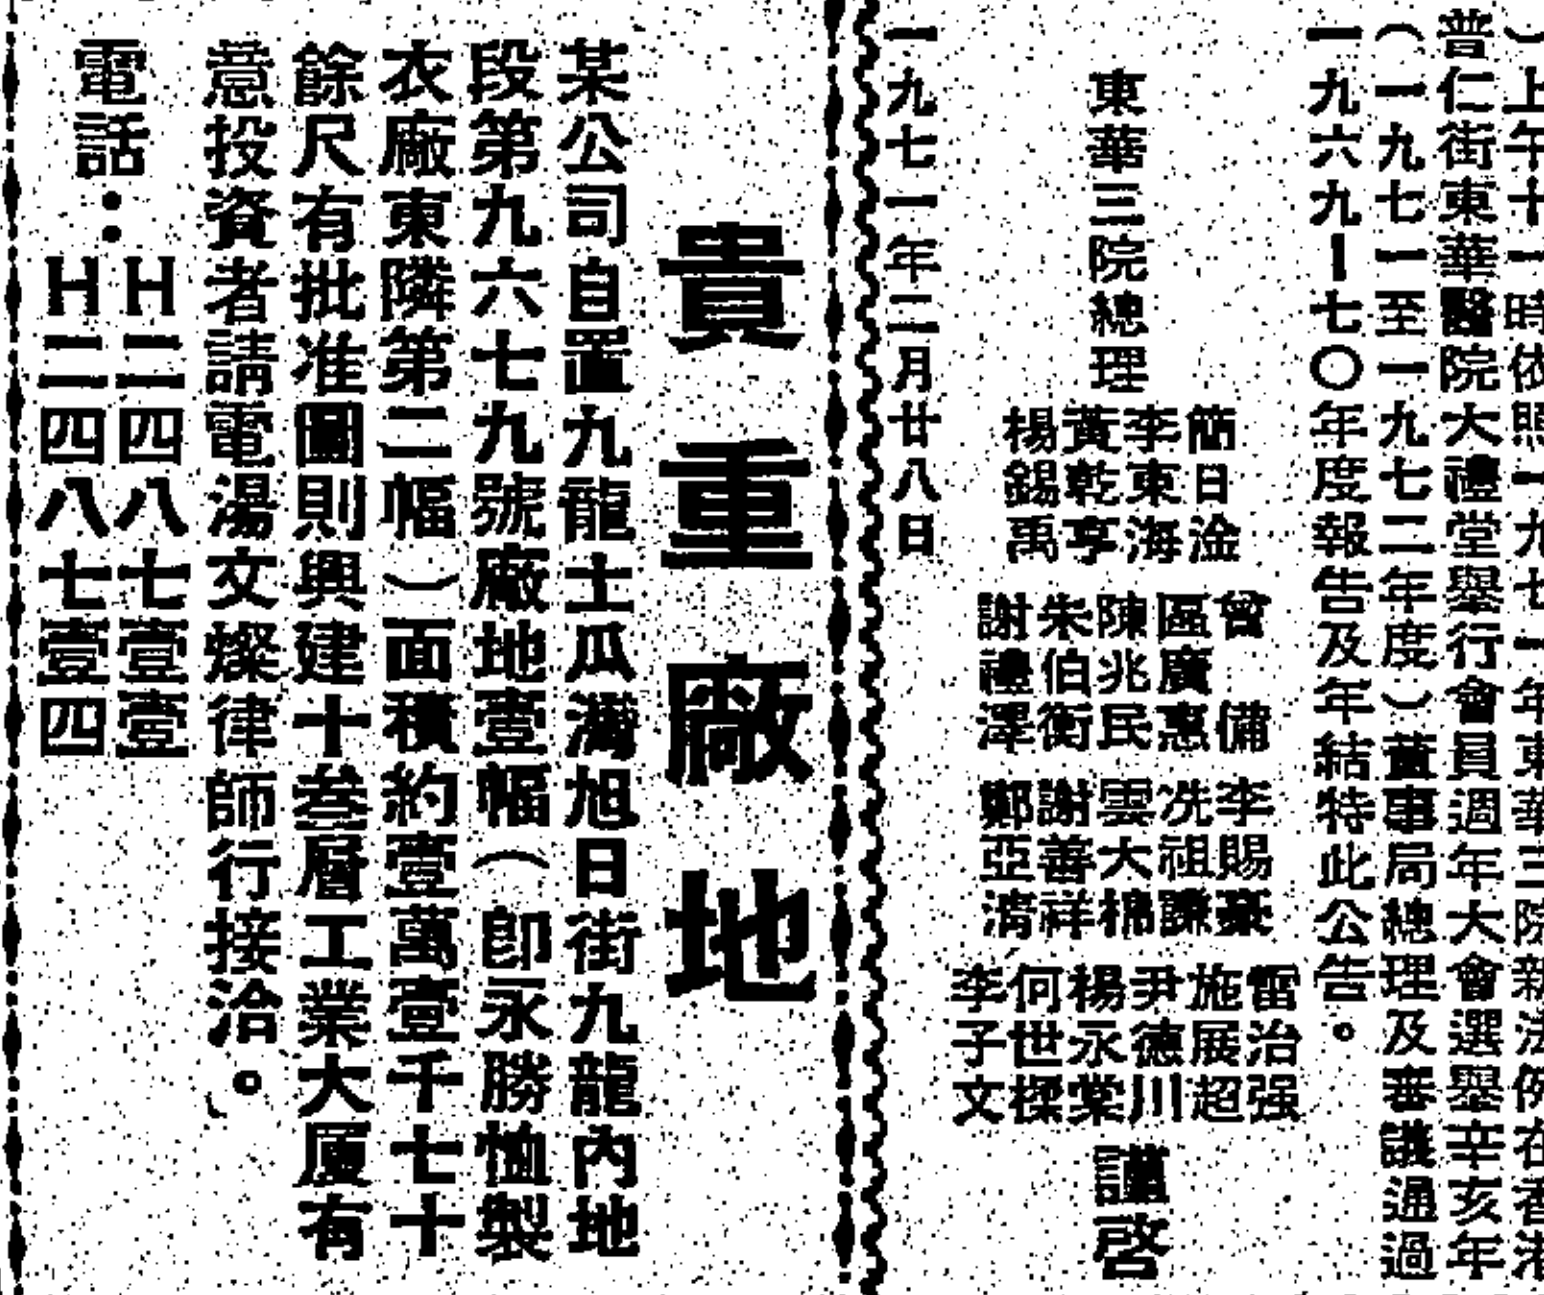 ）上午十一時依照一九七一年東華三院新法例在香港
普仁街東華醫院大禮堂舉行會員週年大會選舉辛亥年
（一九七一至一九七二年度）董事局總理及審議通過
一九六九—七〇年度報告及年結特此公告。
東華三院總理
簡日淦 曾備 李賜豪 雷治强
李東海 區廣惠 冼祖謙 施展超
黃乾亨 陳兆民 雲大棉 尹德川
楊錫禹 朱伯衡 謝善祥 楊永棠
謝禮澤 鄭亞清 何世檪
李子文
謹啓
一九七一年二月廿八日
貴重廠地
某公司自置九龍土瓜灣旭日街九龍內地
段第九六七九號廠地壹幅（卽永勝恤製
衣廠東隣第二幅）面積約壹萬壹千七十
餘尺有批准圖則興建十叁層工業大厦有
意投資者請電湯文燦律師行接洽。
電話：H二四八七壹壹
H二四八七壹四